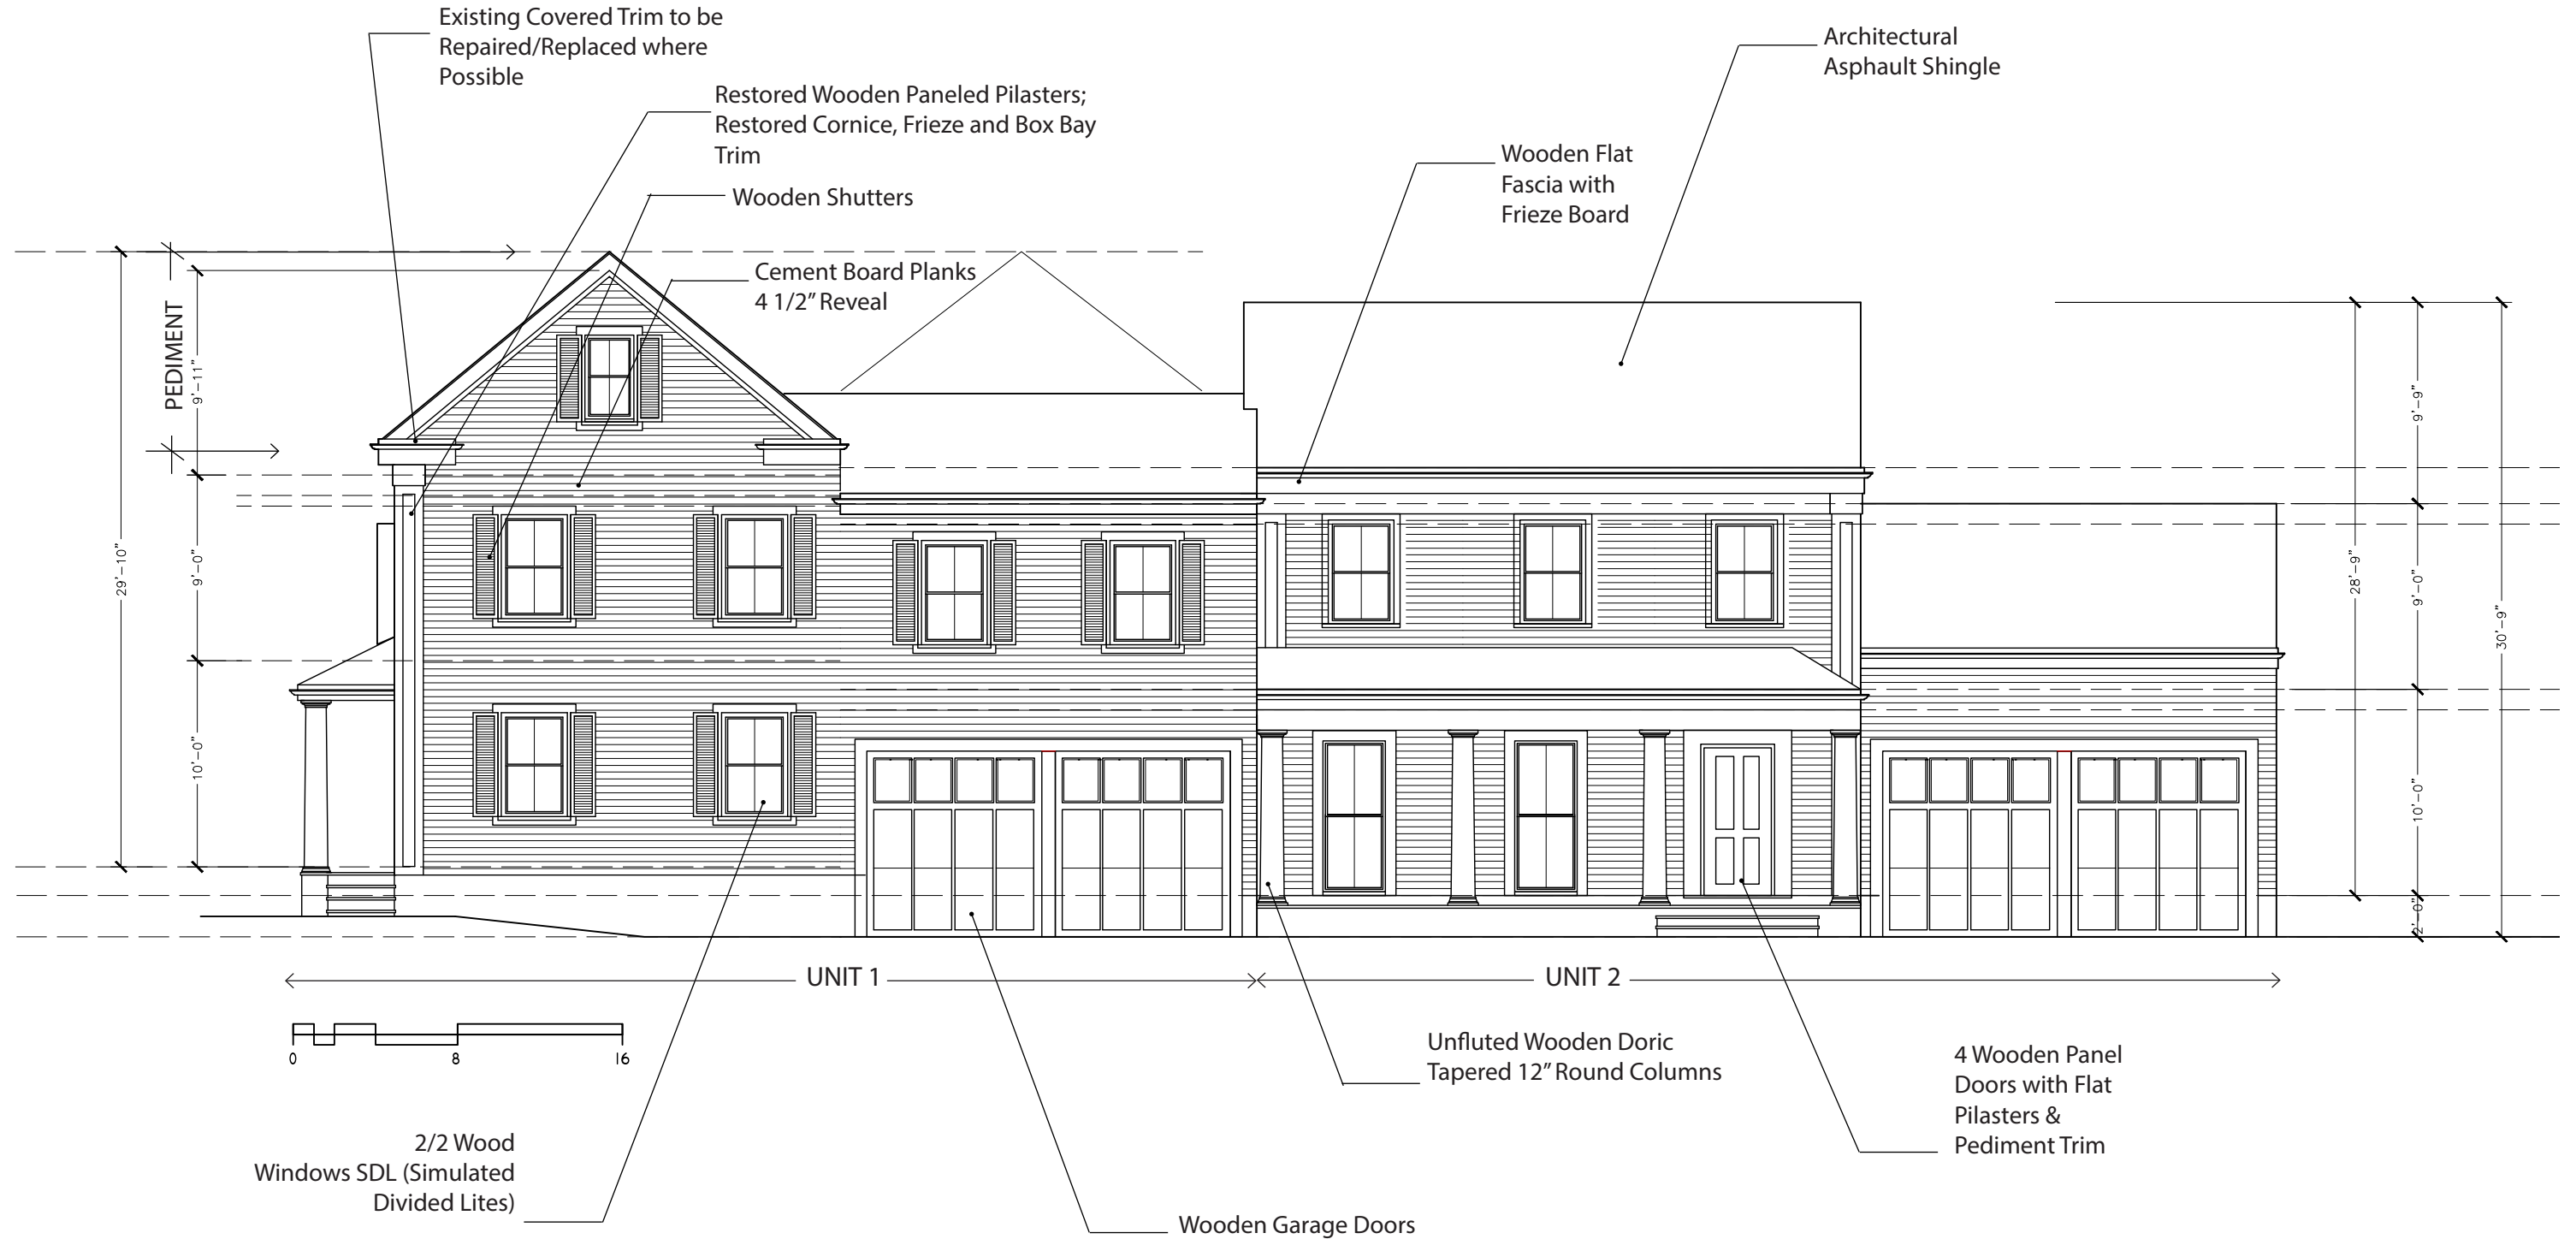 Existing Covered Trim to be
Repaired/Replaced where
Possible
Architectural
Asphault Shingle
Restored Wooden Paneled Pilasters;
Restored Cornice, Frieze and Box Bay
Trim
Wooden Flat
Fascia with
Frieze Board
Wooden Shutters
Cement Board Planks
4 1/2" Reveal
PEDIMENT
9'-11"
29'-10"
9'-0"
10'-0"
9'-9"
28'-9"
9'-0"
30'-9"
10'-0"
2'-0"
UNIT 1
UNIT 2
0 8 16
Unfluted Wooden Doric
Tapered 12" Round Columns
4 Wooden Panel
Doors with Flat
Pilasters &
Pediment Trim
2/2 Wood
Windows SDL (Simulated
Divided Lites)
Wooden Garage Doors